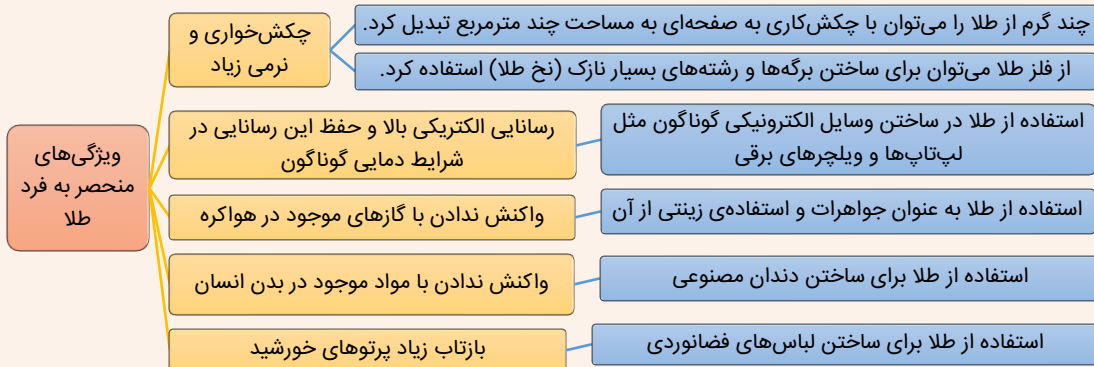 ویژگی‌های
منحصر به فرد
طلا
چکش‌خواری و
نرمی زیاد
چند گرم از طلا را می‌توان با چکش‌کاری به صفحه‌ای به مساحت چند مترمربع تبدیل کرد.
از فلز طلا می‌توان برای ساختن برگه‌ها و رشته‌های بسیار نازک (نخ طلا) استفاده کرد.
رسانایی الکتریکی بالا و حفظ این رسانایی در
شرایط دمایی گوناگون
استفاده از طلا در ساختن وسایل الکترونیکی گوناگون مثل
لپ‌تاپ‌ها و ویلچرهای برقی
واکنش ندادن با گازهای موجود در هواکره
استفاده از طلا به عنوان جواهرات و استفاده‌ی زینتی از آن
واکنش ندادن با مواد موجود در بدن انسان
استفاده از طلا برای ساختن دندان مصنوعی
بازتاب زیاد پرتوهای خورشید
استفاده از طلا برای ساختن لباس‌های فضانوردی